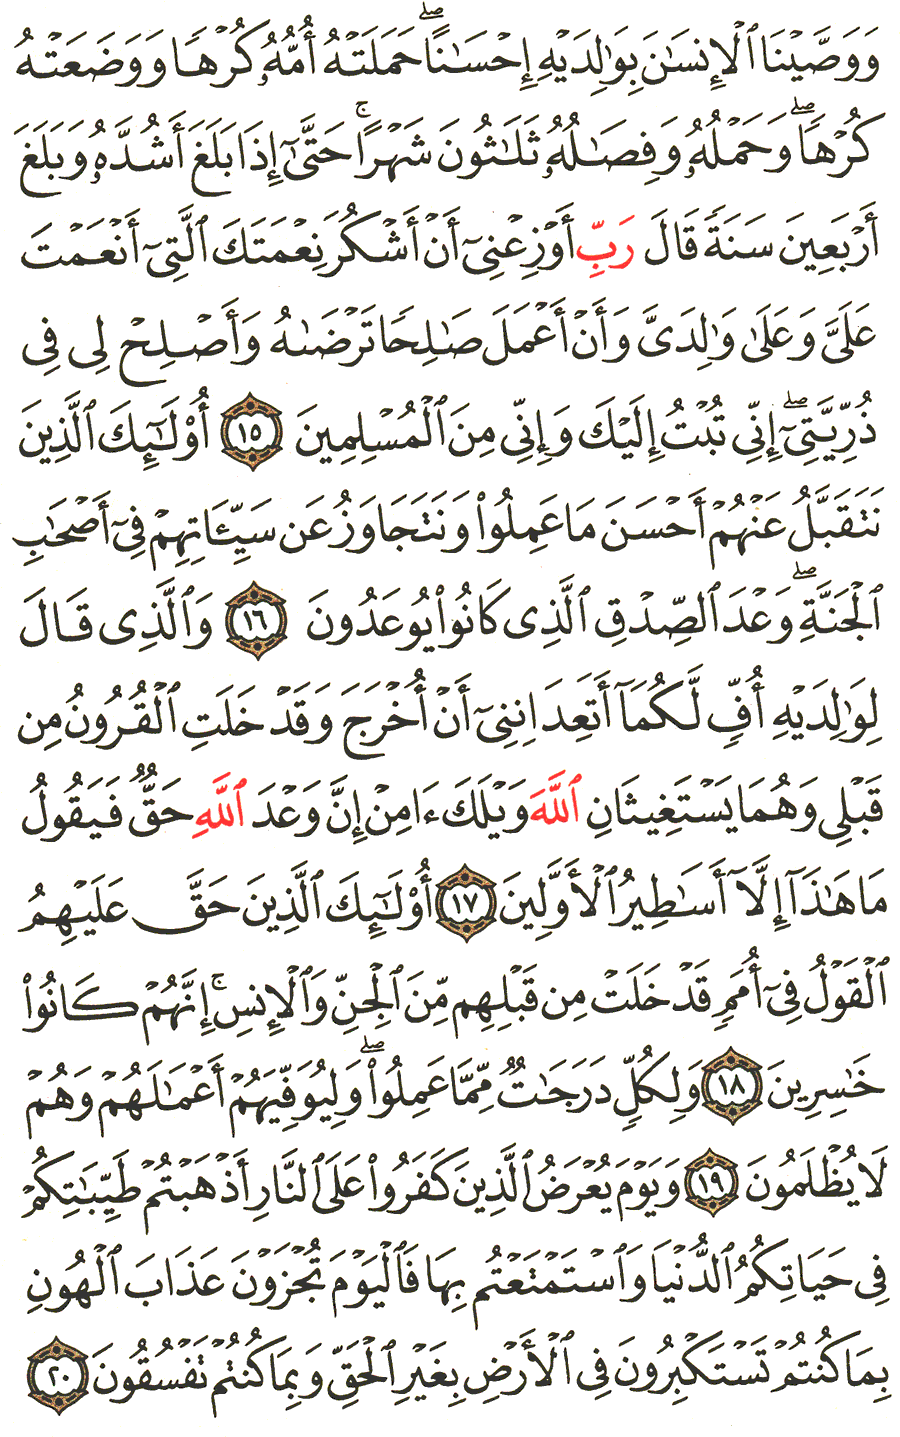 وَوَصَّيْنَا ٱلْإِنسَٰنَ بِوَٰلِدَيْهِ إِحْسَٰنًاۖ حَمَلَتْهُ أُمُّهُۥ كُرْهًا وَوَضَعَتْهُ
كُرْهًاۖ وَحَمْلُهُۥ وَفِصَٰلُهُۥ ثَلَٰثُونَ شَهْرًاۚ حَتَّىٰٓ إِذَا بَلَغَ أَشُدَّهُۥ وَبَلَغَ
أَرْبَعِينَ سَنَةً قَالَ رَبِّ أَوْزِعْنِىٓ أَنْ أَشْكُرَ نِعْمَتَكَ ٱلَّتِىٓ أَنْعَمْتَ
عَلَىَّ وَعَلَىٰ وَٰلِدَىَّ وَأَنْ أَعْمَلَ صَٰلِحًا تَرْضَىٰهُ وَأَصْلِحْ لِى فِى
ذُرِّيَّتِىٓۖ إِنِّى تُبْتُ إِلَيْكَ وَإِنِّى مِنَ ٱلْمُسْلِمِينَ ١٥ أُو۟لَٰٓئِكَ ٱلَّذِينَ
نَتَقَبَّلُ عَنْهُمْ أَحْسَنَ مَا عَمِلُوا۟ وَنَتَجَاوَزُ عَن سَيِّـَٔاتِهِمْ فِىٓ أَصْحَٰبِ
ٱلْجَنَّةِۖ وَعْدَ ٱلصِّدْقِ ٱلَّذِى كَانُوا۟ يُوعَدُونَ ١٦ وَٱلَّذِى قَالَ
لِوَٰلِدَيْهِ أُفٍّ لَّكُمَآ أَتَعِدَانِنِىٓ أَنْ أُخْرَجَ وَقَدْ خَلَتِ ٱلْقُرُونُ مِن
قَبْلِى وَهُمَا يَسْتَغِيثَانِ ٱللَّهَ وَيْلَكَ ءَامِنْ إِنَّ وَعْدَ ٱللَّهِ حَقٌّ فَيَقُولُ
مَا هَٰذَآ إِلَّآ أَسَٰطِيرُ ٱلْأَوَّلِينَ ١٧ أُو۟لَٰٓئِكَ ٱلَّذِينَ حَقَّ عَلَيْهِمُ
ٱلْقَوْلُ فِىٓ أُمَمٍ قَدْ خَلَتْ مِن قَبْلِهِم مِّنَ ٱلْجِنِّ وَٱلْإِنسِۚ إِنَّهُمْ كَانُوا۟
خَٰسِرِينَ ١٨ وَلِكُلٍّ دَرَجَٰتٌ مِّمَّا عَمِلُوا۟ۖ وَلِيُوَفِّيَهُمْ أَعْمَٰلَهُمْ وَهُمْ
لَا يُظْلَمُونَ ١٩ وَيَوْمَ يُعْرَضُ ٱلَّذِينَ كَفَرُوا۟ عَلَى ٱلنَّارِ أَذْهَبْتُمْ طَيِّبَٰتِكُمْ
فِى حَيَاتِكُمُ ٱلدُّنْيَا وَٱسْتَمْتَعْتُم بِهَا فَٱلْيَوْمَ تُجْزَوْنَ عَذَابَ ٱلْهُونِ
بِمَا كُنتُمْ تَسْتَكْبِرُونَ فِى ٱلْأَرْضِ بِغَيْرِ ٱلْحَقِّ وَبِمَا كُنتُمْ تَفْسُقُونَ ٢٠